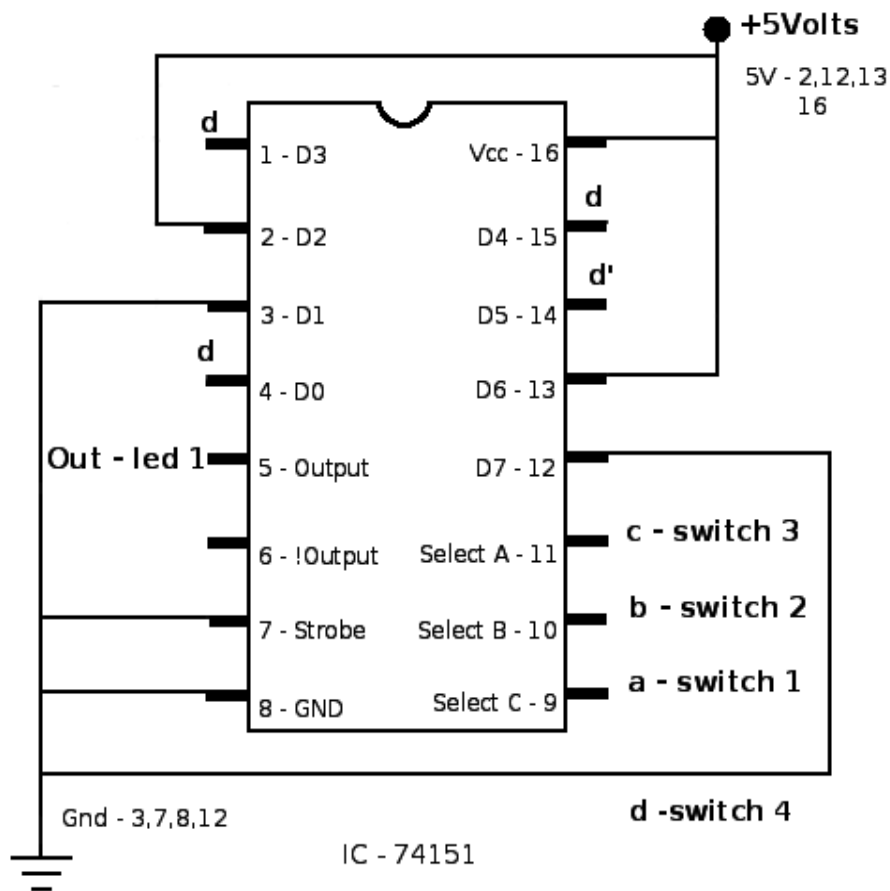 +5Volts
5V - 2,12,13
16
d
1 - D3
Vcc - 16
d
2 - D2
D4 - 15
d'
3 - D1
D5 - 14
d
4 - D0
D6 - 13
Out - led 1
5 - Output
D7 - 12
c - switch 3
6 - !Output
Select A - 11
b - switch 2
7 - Strobe
Select B - 10
a - switch 1
8 - GND
Select C - 9
Gnd - 3,7,8,12
d -switch 4
IC - 74151